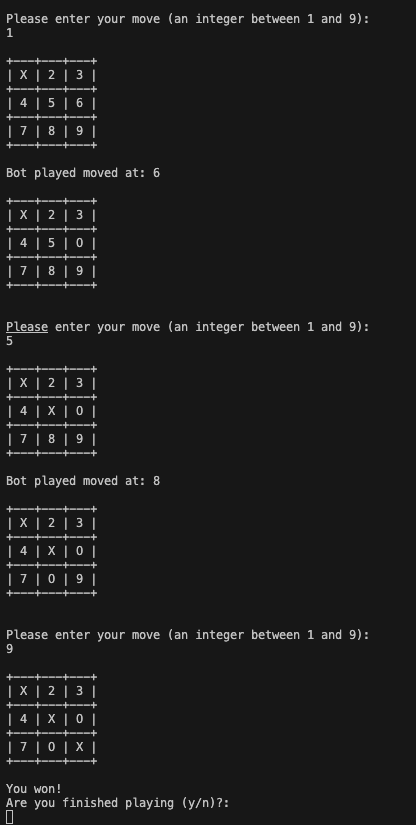 Please enter your move (an integer between 1 and 9):
1
+---+---+---+
| X | 2 | 3 |
+---+---+---+
| 4 | 5 | 6 |
+---+---+---+
| 7 | 8 | 9 |
+---+---+---+
Bot played moved at: 6
+---+---+---+
| X | 2 | 3 |
+---+---+---+
| 4 | 5 | O |
+---+---+---+
| 7 | 8 | 9 |
+---+---+---+
Please enter your move (an integer between 1 and 9):
5
+---+---+---+
| X | 2 | 3 |
+---+---+---+
| 4 | X | O |
+---+---+---+
| 7 | 8 | 9 |
+---+---+---+
Bot played moved at: 8
+---+---+---+
| X | 2 | 3 |
+---+---+---+
| 4 | X | O |
+---+---+---+
| 7 | O | 9 |
+---+---+---+
Please enter your move (an integer between 1 and 9):
9
+---+---+---+
| X | 2 | 3 |
+---+---+---+
| 4 | X | O |
+---+---+---+
| 7 | O | X |
+---+---+---+
You won!
Are you finished playing (y/n)?: